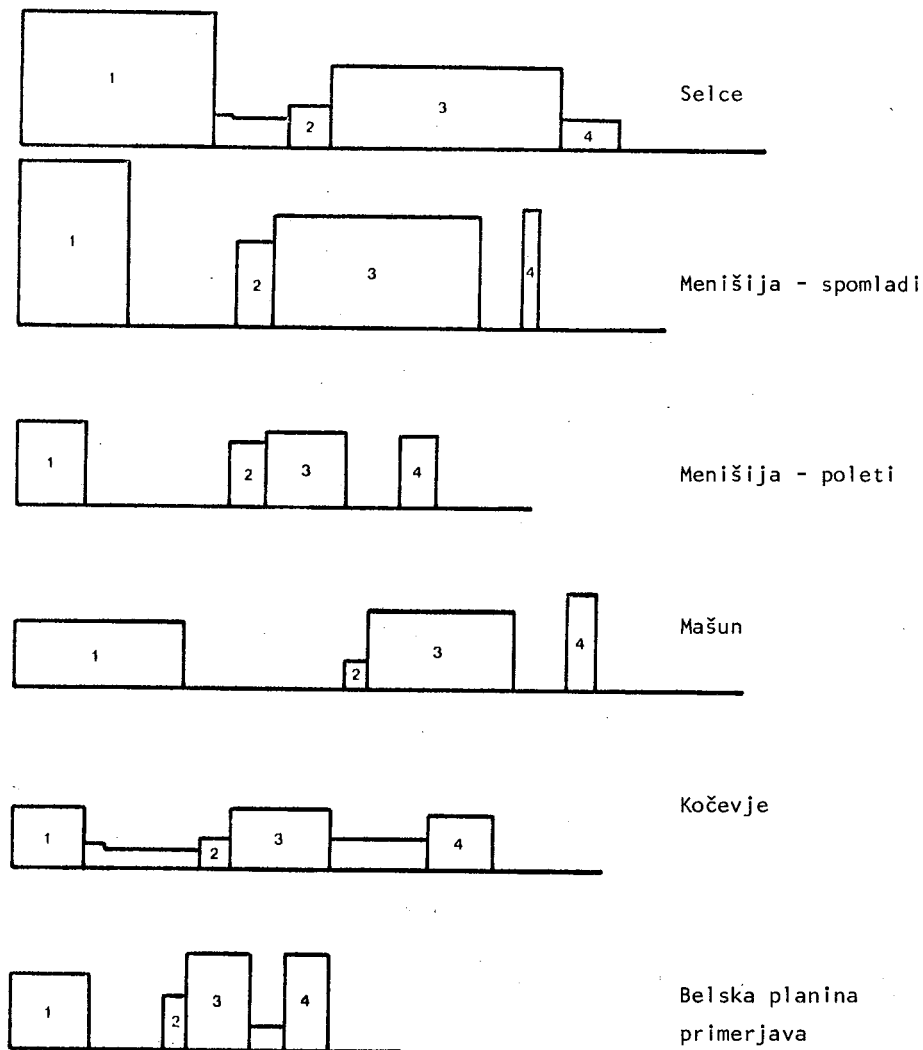 1 2 3 4 Selce
1 2 3 4 Menišija - spomladi
1 2 3 4 Menišija - poleti
1 2 3 4 Mašun
1 2 3 4 Kočevje
1 2 3 4 Belska planina
primerjava